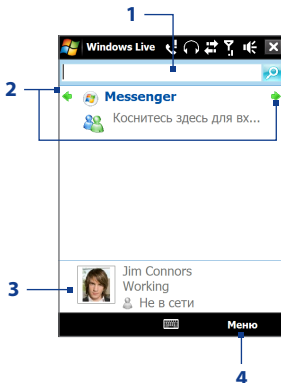 1
Windows Live
2
Messenger
Коснитесь здесь для вх...
3
Jim Connors
Working
Не в сети
Меню
4